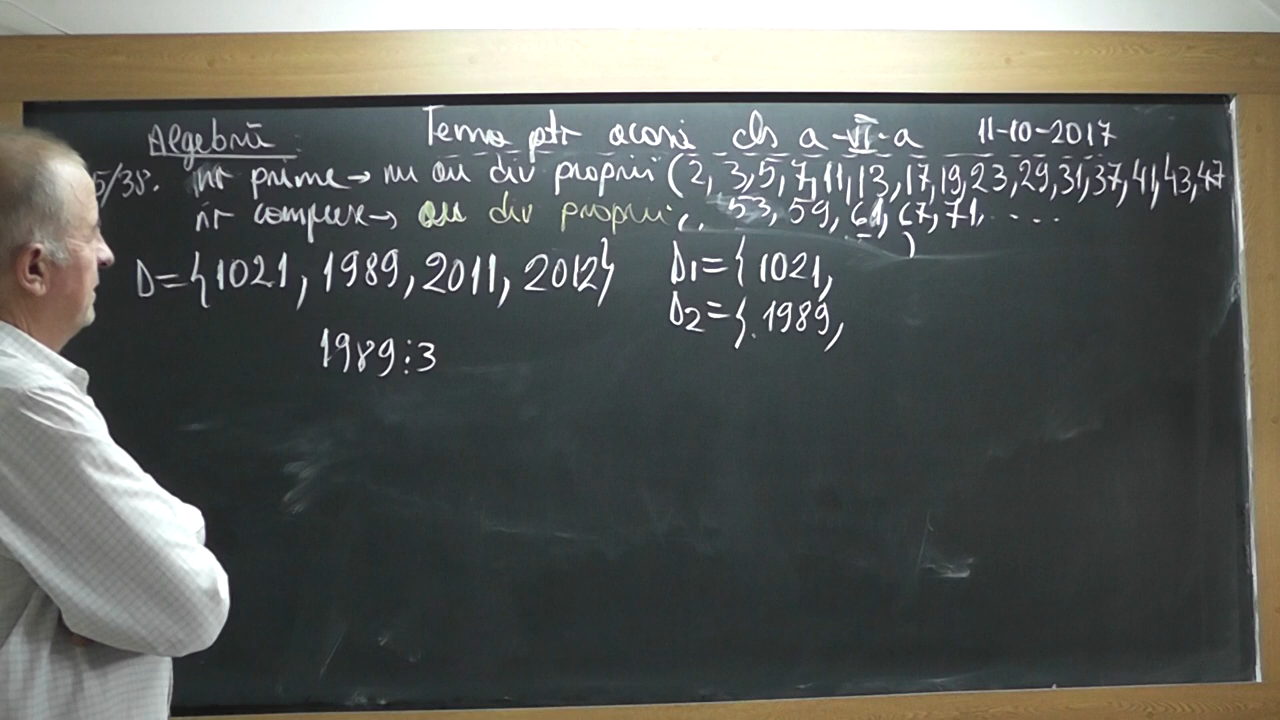 Algebră: Tema ptr acasă cls a-VI-a 11-10-2017
5/38. nr prime → nu au div proprii (2, 3, 5, 7, 11, 13, 17, 19, 23, 29, 31, 37, 41, 43, 47
nr compuse → au div proprii, 53, 59, 61, 67, 71, ....)
D={1021, 1989, 2011, 2012} D1={1021,
D2={1989,
1989⋮3